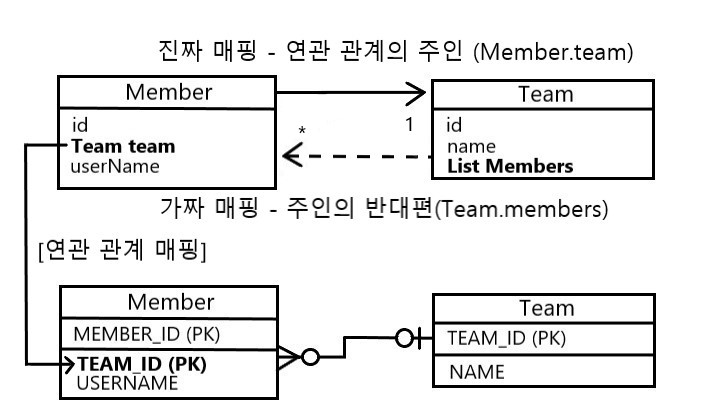 진짜 매핑 - 연관 관계의 주인 (Member.team)
Member
id
Team team
userName
Team
id
name
List Members
*
1
가짜 매핑 - 주인의 반대편(Team.members)
[연관 관계 매핑]
Member
MEMBER_ID (PK)
TEAM_ID (PK)
USERNAME
Team
TEAM_ID (PK)
NAME